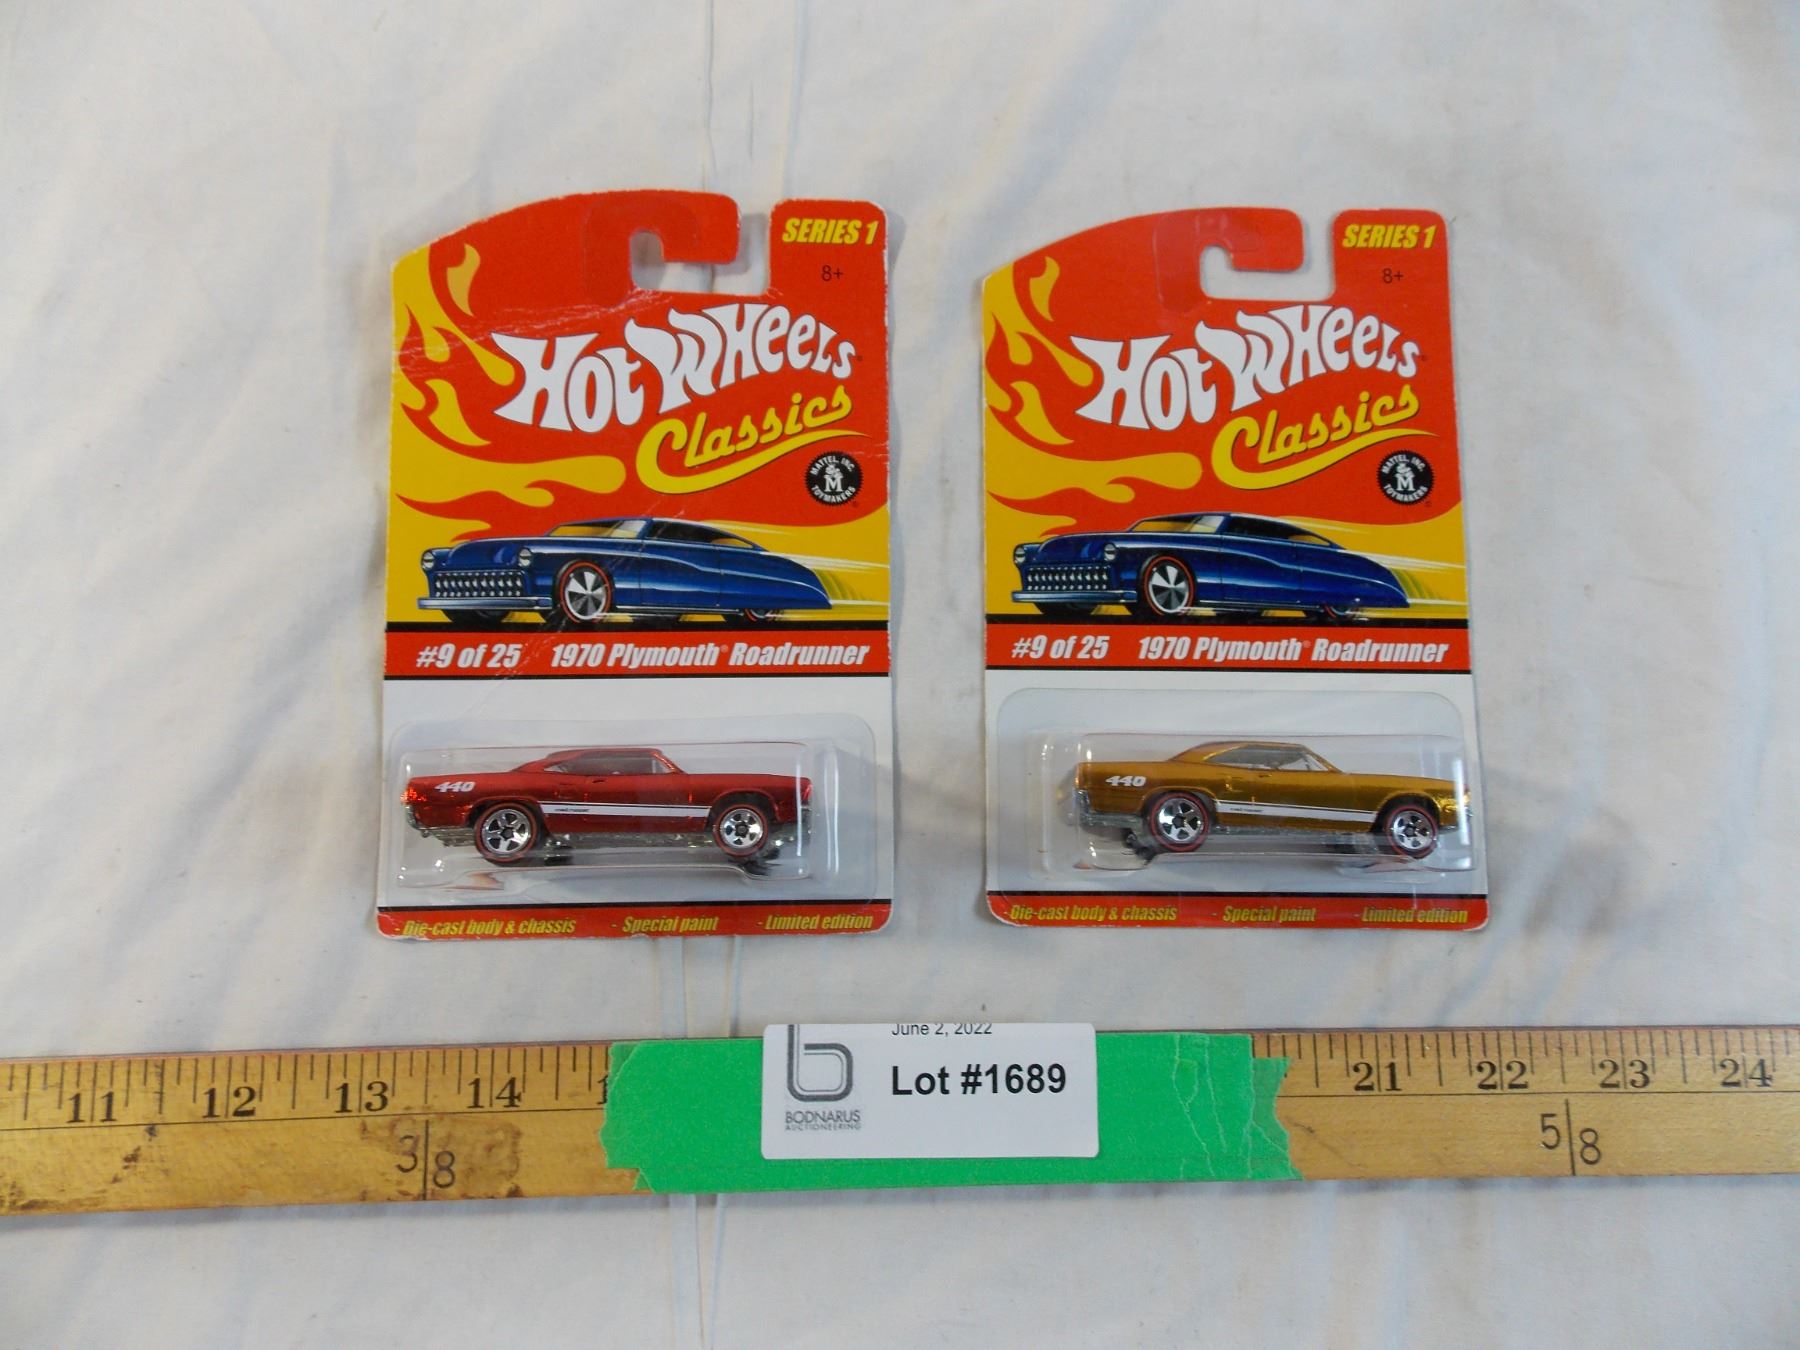 SERIES 1
8+
Hot Wheels
Classics
MATTEL, INC.
M
TOYMAKERS
#9 of 25 1970 Plymouth® Roadrunner
440
- Die-cast body & chassis - Special paint - Limited edition
SERIES 1
8+
Hot Wheels
Classics
MATTEL, INC.
M
TOYMAKERS
#9 of 25 1970 Plymouth® Roadrunner
440
- Die-cast body & chassis - Special paint - Limited edition
June 2, 2022
Lot #1689
b
BODNARUS
AUCTIONEERING
11 12 13 14 21 22 23 24
3/8 5/8